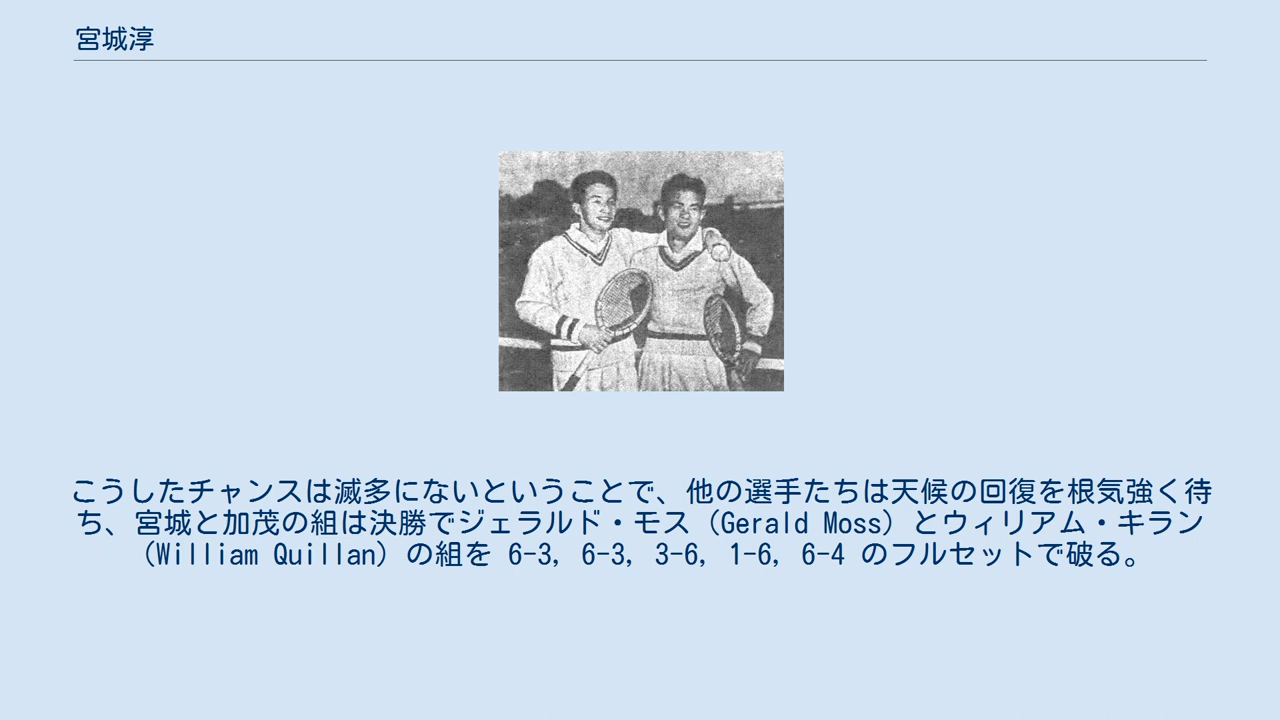 宮城淳
こうしたチャンスは滅多にないということで、他の選手たちは天候の回復を根気強く待
ち、宮城と加茂の組は決勝でジェラルド・モス（Gerald Moss）とウィリアム・キラン
（William Quillan）の組を 6-3, 6-3, 3-6, 1-6, 6-4 のフルセットで破る。